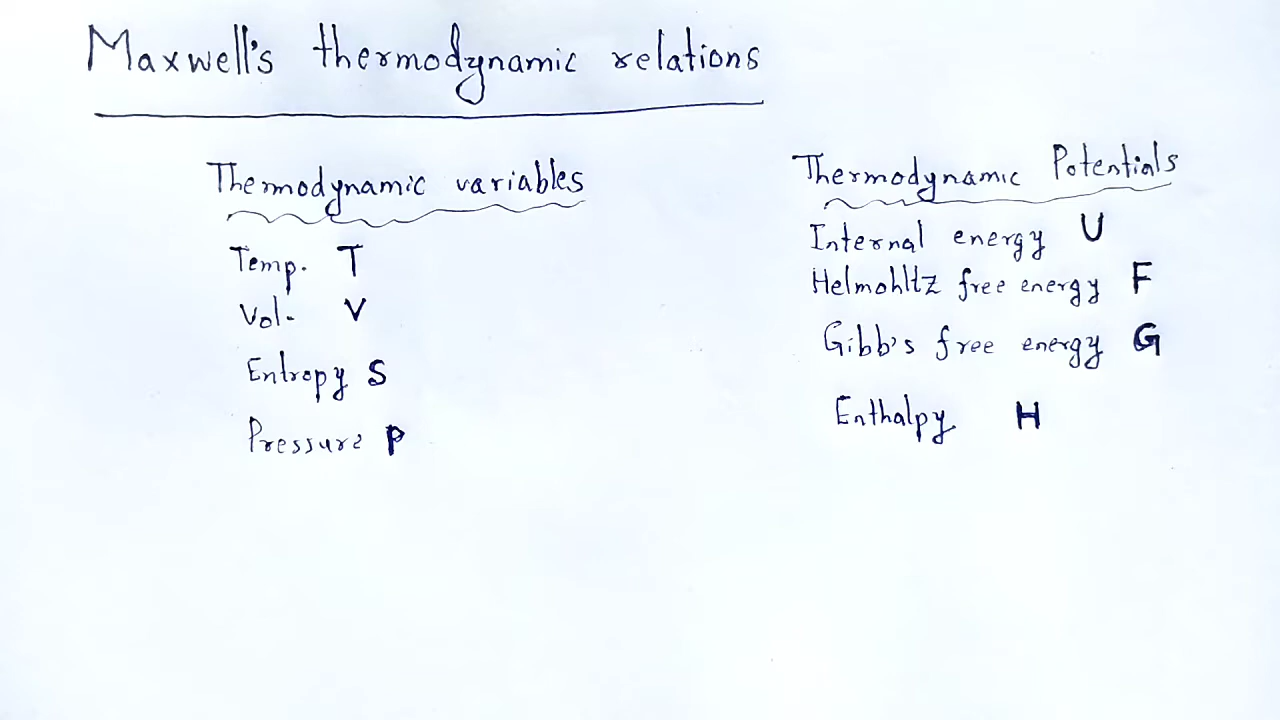 Maxwell's thermodynamic relations
Thermodynamic variables
Temp. T
Vol. V
Entropy S
Pressure P
Thermodynamic Potentials
Internal energy U
Helmohltz free energy F
Gibb's free energy G
Enthalpy H